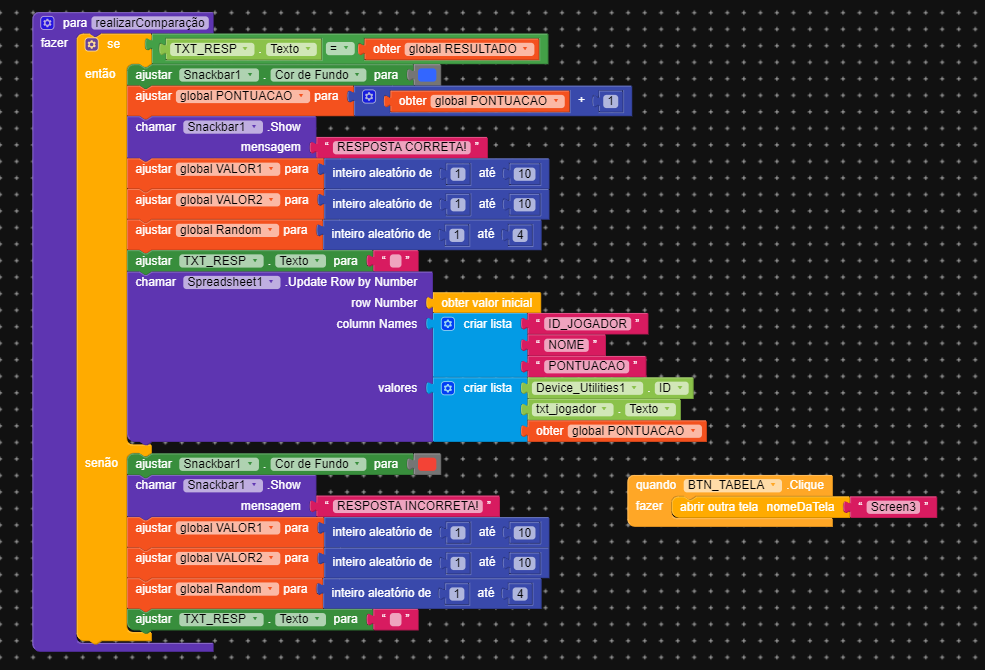 para realizarComparação
fazer se TXT_RESP . Texto = obter global RESULTADO
então ajustar Snackbar1 . Cor de Fundo para
ajustar global PONTUACAO para obter global PONTUACAO + 1
chamar Snackbar1 .Show
mensagem “ RESPOSTA CORRETA! ”
ajustar global VALOR1 para inteiro aleatório de 1 até 10
ajustar global VALOR2 para inteiro aleatório de 1 até 10
ajustar global Random para inteiro aleatório de 1 até 4
ajustar TXT_RESP . Texto para “ ”
chamar Spreadsheet1 .Update Row by Number
row Number obter valor inicial
column Names criar lista “ ID_JOGADOR ”
“ NOME ”
“ PONTUACAO ”
valores criar lista Device_Utilities1 . ID
txt_jogador . Texto
obter global PONTUACAO
senão ajustar Snackbar1 . Cor de Fundo para
chamar Snackbar1 .Show
mensagem “ RESPOSTA INCORRETA! ”
ajustar global VALOR1 para inteiro aleatório de 1 até 10
ajustar global VALOR2 para inteiro aleatório de 1 até 10
ajustar global Random para inteiro aleatório de 1 até 4
ajustar TXT_RESP . Texto para “ ”
quando BTN_TABELA .Clique
fazer abrir outra tela nomeDaTela “ Screen3 ”